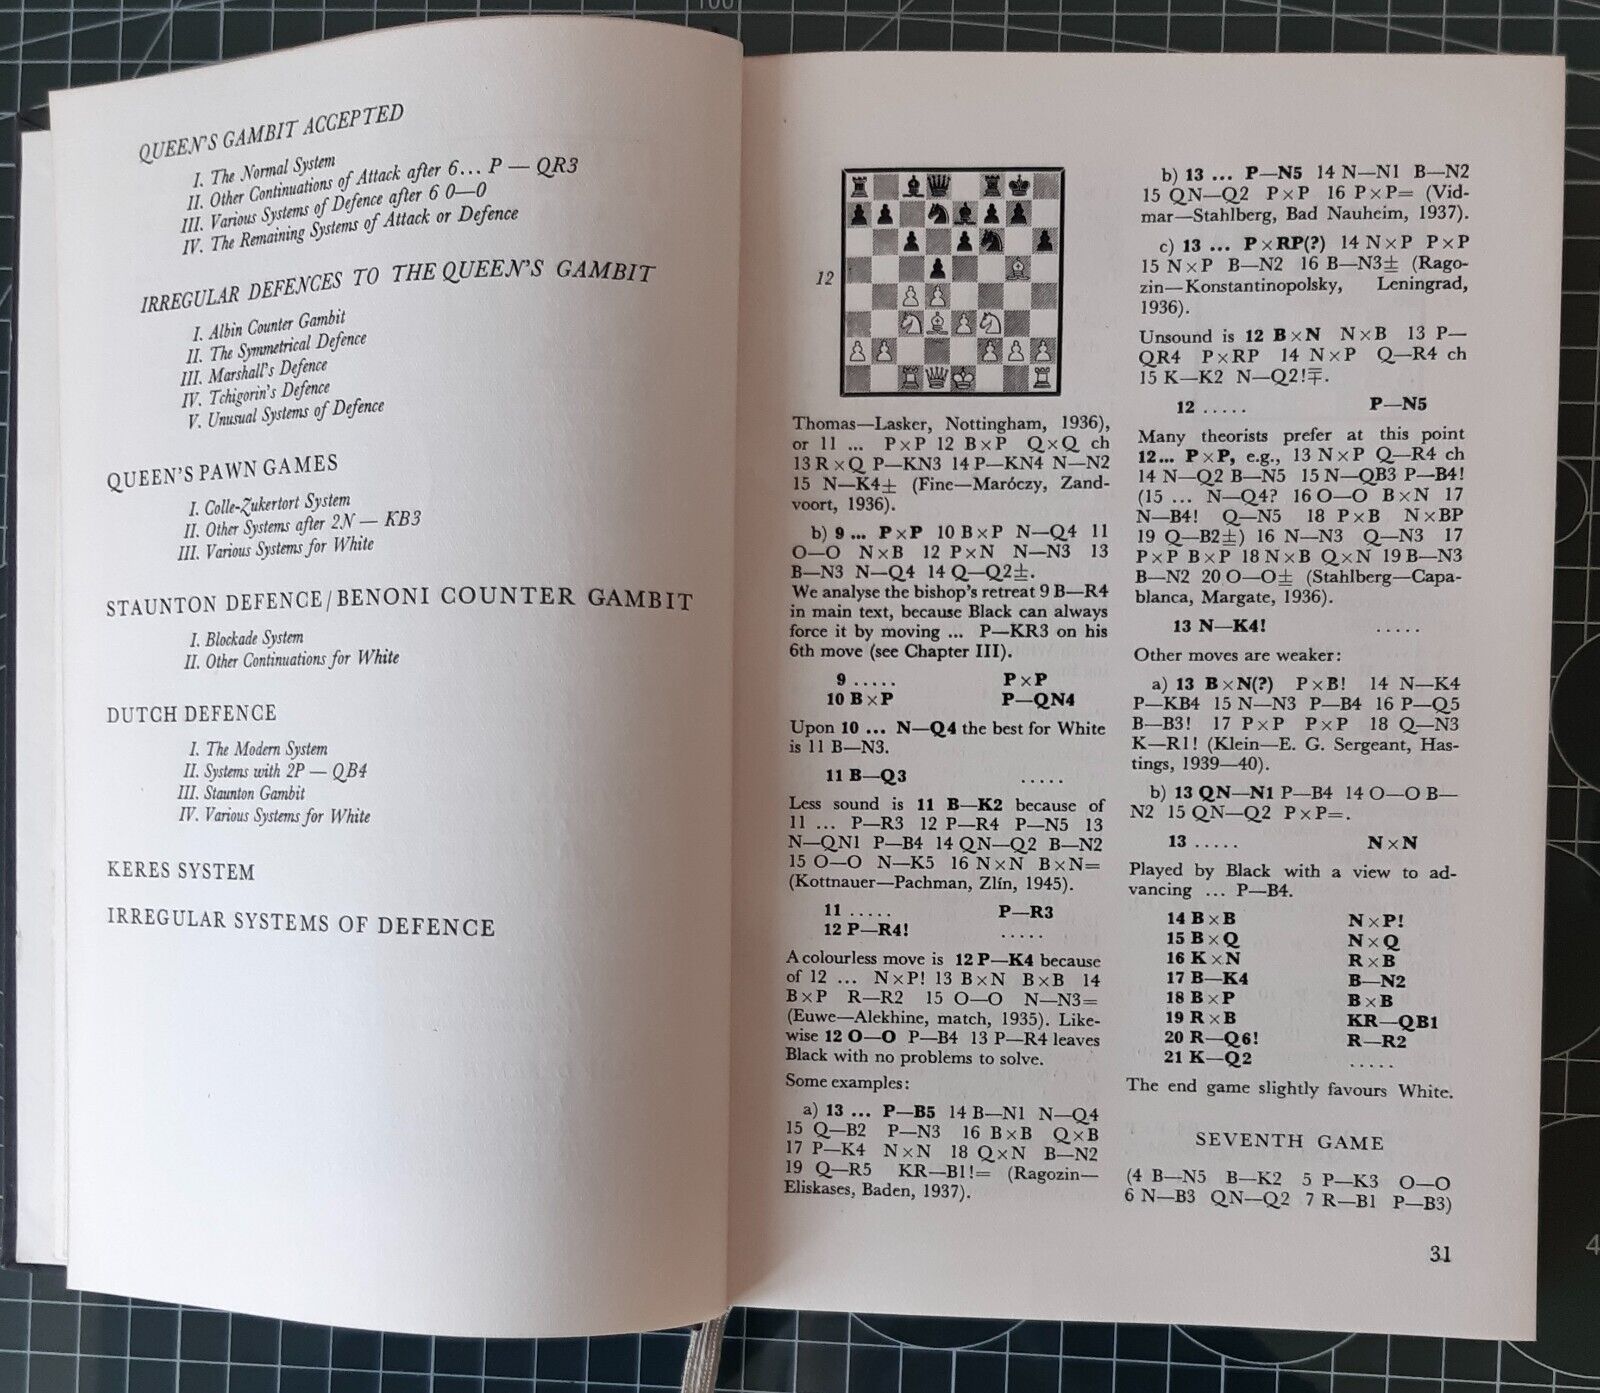 QUEEN'S GAMBIT ACCEPTED
I. The Normal System
II. Other Continuations of Attack after 6... P — QR3
III. Various Systems of Defence after 6 0—0
IV. The Remaining Systems of Attack or Defence
IRREGULAR DEFENCES TO THE QUEEN'S GAMBIT
I. Albin Counter Gambit
II. The Symmetrical Defence
III. Marshall's Defence
IV. Tchigorin's Defence
V. Unusual Systems of Defence
QUEEN'S PAWN GAMES
I. Colle-Zukertort System
II. Other Systems after 2N — KB3
III. Various Systems for White
STAUNTON DEFENCE/BENONI COUNTER GAMBIT
I. Blockade System
II. Other Continuations for White
DUTCH DEFENCE
I. The Modern System
II. Systems with 2P — QB4
III. Staunton Gambit
IV. Various Systems for White
KERES SYSTEM
IRREGULAR SYSTEMS OF DEFENCE
12
Thomas—Lasker, Nottingham, 1936),
or 11 ... P×P 12 B×P Q×Q ch
13 R×Q P—KN3 14 P—KN4 N—N2
15 N—K4± (Fine—Maróczy, Zand-
voort, 1936).
b) 9 ... P×P 10 B×P N—Q4 11
O—O N×B 12 P×N N—N3 13
B—N3 N—Q4 14 Q—Q2±.
We analyse the bishop's retreat 9 B—R4
in main text, because Black can always
force it by moving ... P—KR3 on his
6th move (see Chapter III).
9 ..... P×P
10 B×P P—QN4
Upon 10 ... N—Q4 the best for White
is 11 B—N3.
11 B—Q3 .....
Less sound is 11 B—K2 because of
11 ... P—R3 12 P—R4 P—N5 13
N—QN1 P—B4 14 QN—Q2 B—N2
15 O—O N—K5 16 N×N B×N=
(Kottnauer—Pachman, Zlín, 1945).
11 ..... P—R3
12 P—R4! .....
A colourless move is 12 P—K4 because
of 12 ... N×P! 13 B×N B×B 14
B×P R—R2 15 O—O N—N3=
(Euwe—Alekhine, match, 1935). Like-
wise 12 O—O P—B4 13 P—R4 leaves
Black with no problems to solve.
Some examples:
a) 13 ... P—B5 14 B—N1 N—Q4
15 Q—B2 P—N3 16 B×B Q×B
17 P—K4 N×N 18 Q×N B—N2
19 Q—R5 KR—B1!= (Ragozin—
Eliskases, Baden, 1937).
b) 13 ... P—N5 14 N—N1 B—N2
15 QN—Q2 P×P 16 P×P= (Vid-
mar—Stahlberg, Bad Nauheim, 1937).
c) 13 ... P×RP(?) 14 N×P P×P
15 N×P B—N2 16 B—N3± (Rago-
zin—Konstantinopolsky, Leningrad,
1936).
Unsound is 12 B×N N×B 13 P—
QR4 P×RP 14 N×P Q—R4 ch
15 K—K2 N—Q2!∓.
12 ..... P—N5
Many theorists prefer at this point
12... P×P, e.g., 13 N×P Q—R4 ch
14 N—Q2 B—N5 15 N—QB3 P—B4!
(15 ... N—Q4? 16 O—O B×N 17
N—B4! Q—N5 18 P×B N×BP
19 Q—B2±) 16 N—N3 Q—N3 17
P×P B×P 18 N×B Q×N 19 B—N3
B—N2 20 O—O± (Stahlberg—Capa-
blanca, Margate, 1936).
13 N—K4! .....
Other moves are weaker:
a) 13 B×N(?) P×B! 14 N—K4
P—KB4 15 N—N3 P—B4 16 P—Q5
B—B3! 17 P×P P×P 18 Q—N3
K—R1! (Klein—E. G. Sergeant, Has-
tings, 1939—40).
b) 13 QN—N1 P—B4 14 O—O B—
N2 15 QN—Q2 P×P=.
13 ..... N×N
Played by Black with a view to ad-
vancing ... P—B4.
14 B×B N×P!
15 B×Q N×Q
16 K×N R×B
17 B—K4 B—N2
18 B×P B×B
19 R×B KR—QB1
20 R—Q6! R—R2
21 K—Q2 .....
The end game slightly favours White.
SEVENTH GAME
(4 B—N5 B—K2 5 P—K3 O—O
6 N—B3 QN—Q2 7 R—B1 P—B3)
31